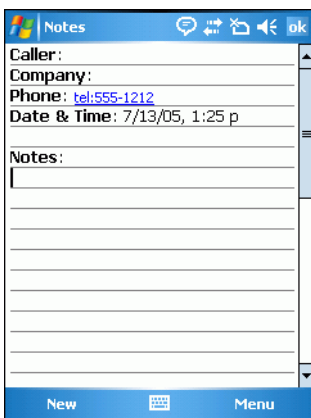 Notes ok
Caller:
Company:
Phone: tel:555-1212
Date & Time: 7/13/05, 1:25 p
Notes:
New Menu